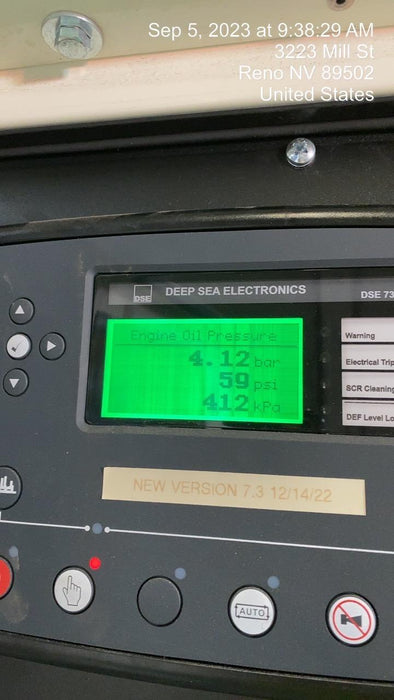 Sep 5, 2023 at 9:38:29 AM
3223 Mill St
Reno NV 89502
United States
DSE
DEEP SEA ELECTRONICS
DSE 73
Engine Oil Pressure
4.12 bar
59 psi
412 kPa
Warning
Electrical Trip
SCR Cleaning
DEF Level Lo
NEW VERSION 7.3 12/14/22
AUTO